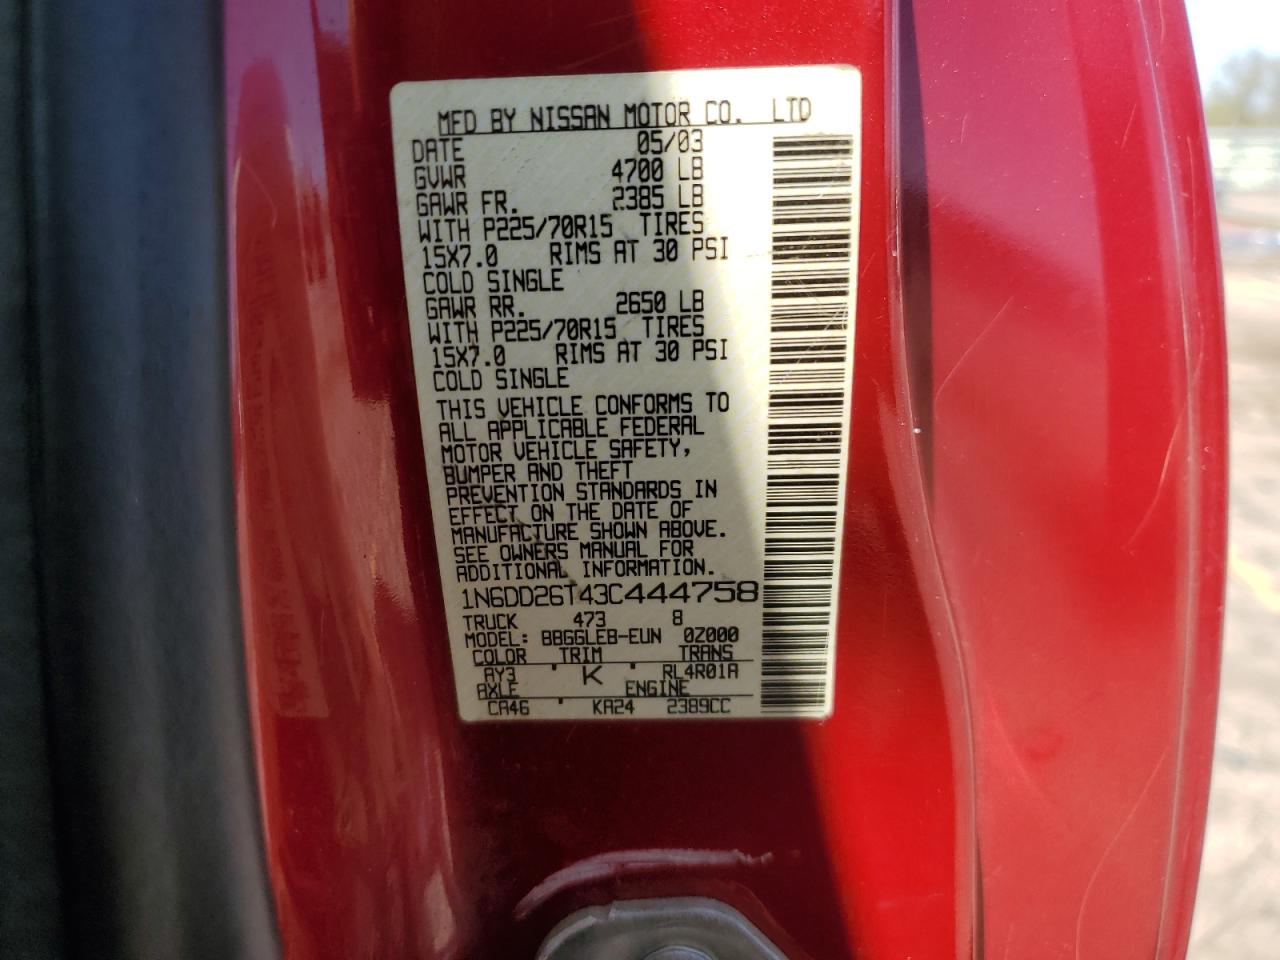 MFD BY NISSAN MOTOR CO. LTD
DATE 05/03
GVWR 4700 LB
GAWR FR. 2385 LB
WITH P225/70R15 TIRES
15X7.0 RIMS AT 30 PSI
COLD SINGLE
GAWR RR. 2650 LB
WITH P225/70R15 TIRES
15X7.0 RIMS AT 30 PSI
COLD SINGLE
THIS VEHICLE CONFORMS TO
ALL APPLICABLE FEDERAL
MOTOR VEHICLE SAFETY,
BUMPER AND THEFT
PREVENTION STANDARDS IN
EFFECT ON THE DATE OF
MANUFACTURE SHOWN ABOVE.
SEE OWNERS MANUAL FOR
ADDITIONAL INFORMATION.
1N6DD26T43C444758
TRUCK 473 8
MODEL: BBGGLEB-EUN 0Z000
COLOR TRIM TRANS
AY3 K RL4R01A
AXLE ENGINE
CA46 KA24 2389CC